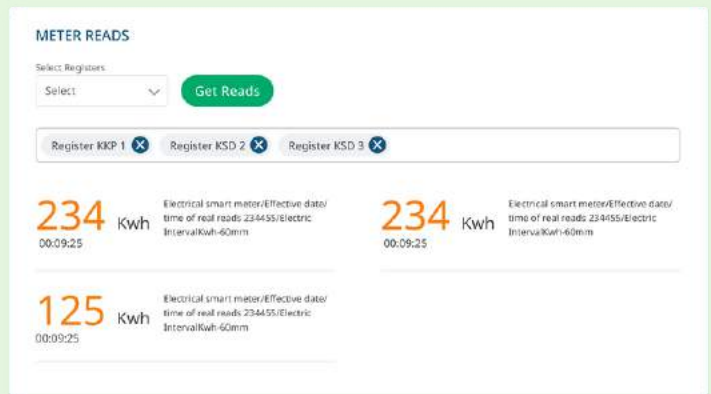 METER READS
Select Registers
Select
Get Reads
Register KKP 1
Register KSD 2
Register KSD 3
234 Kwh
00:09:25
Electrical smart meter/Effective date/
time of real reads 234455/Electric
IntervalKwh-60mm
234 Kwh
00:09:25
Electrical smart meter/Effective date/
time of real reads 234455/Electric
IntervalKwh-60mm
125 Kwh
00:09:25
Electrical smart meter/Effective date/
time of real reads 234455/Electric
IntervalKwh-60mm